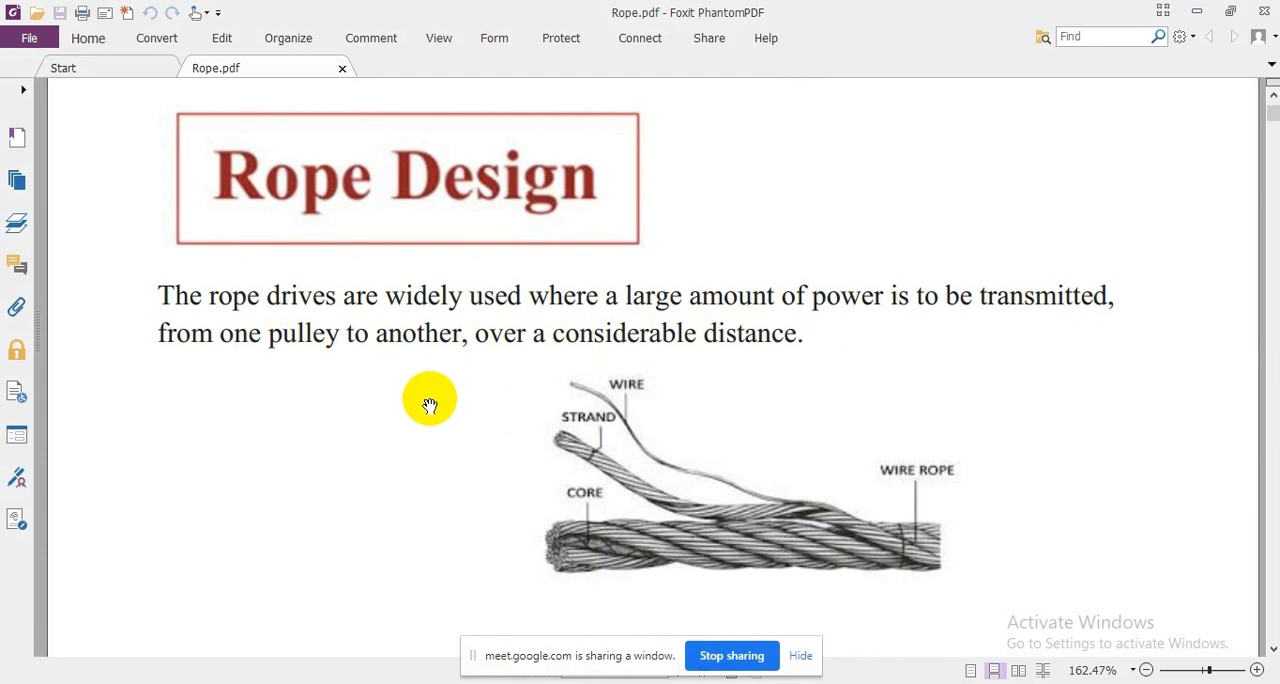 Rope.pdf - Foxit PhantomPDF
File Home Convert Edit Organize Comment View Form Protect Connect Share Help Find
Start Rope.pdf
Rope Design
The rope drives are widely used where a large amount of power is to be transmitted,
from one pulley to another, over a considerable distance.
WIRE
STRAND
WIRE ROPE
CORE
Activate Windows
Go to Settings to activate Windows.
meet.google.com is sharing a window. Stop sharing Hide
162.47%